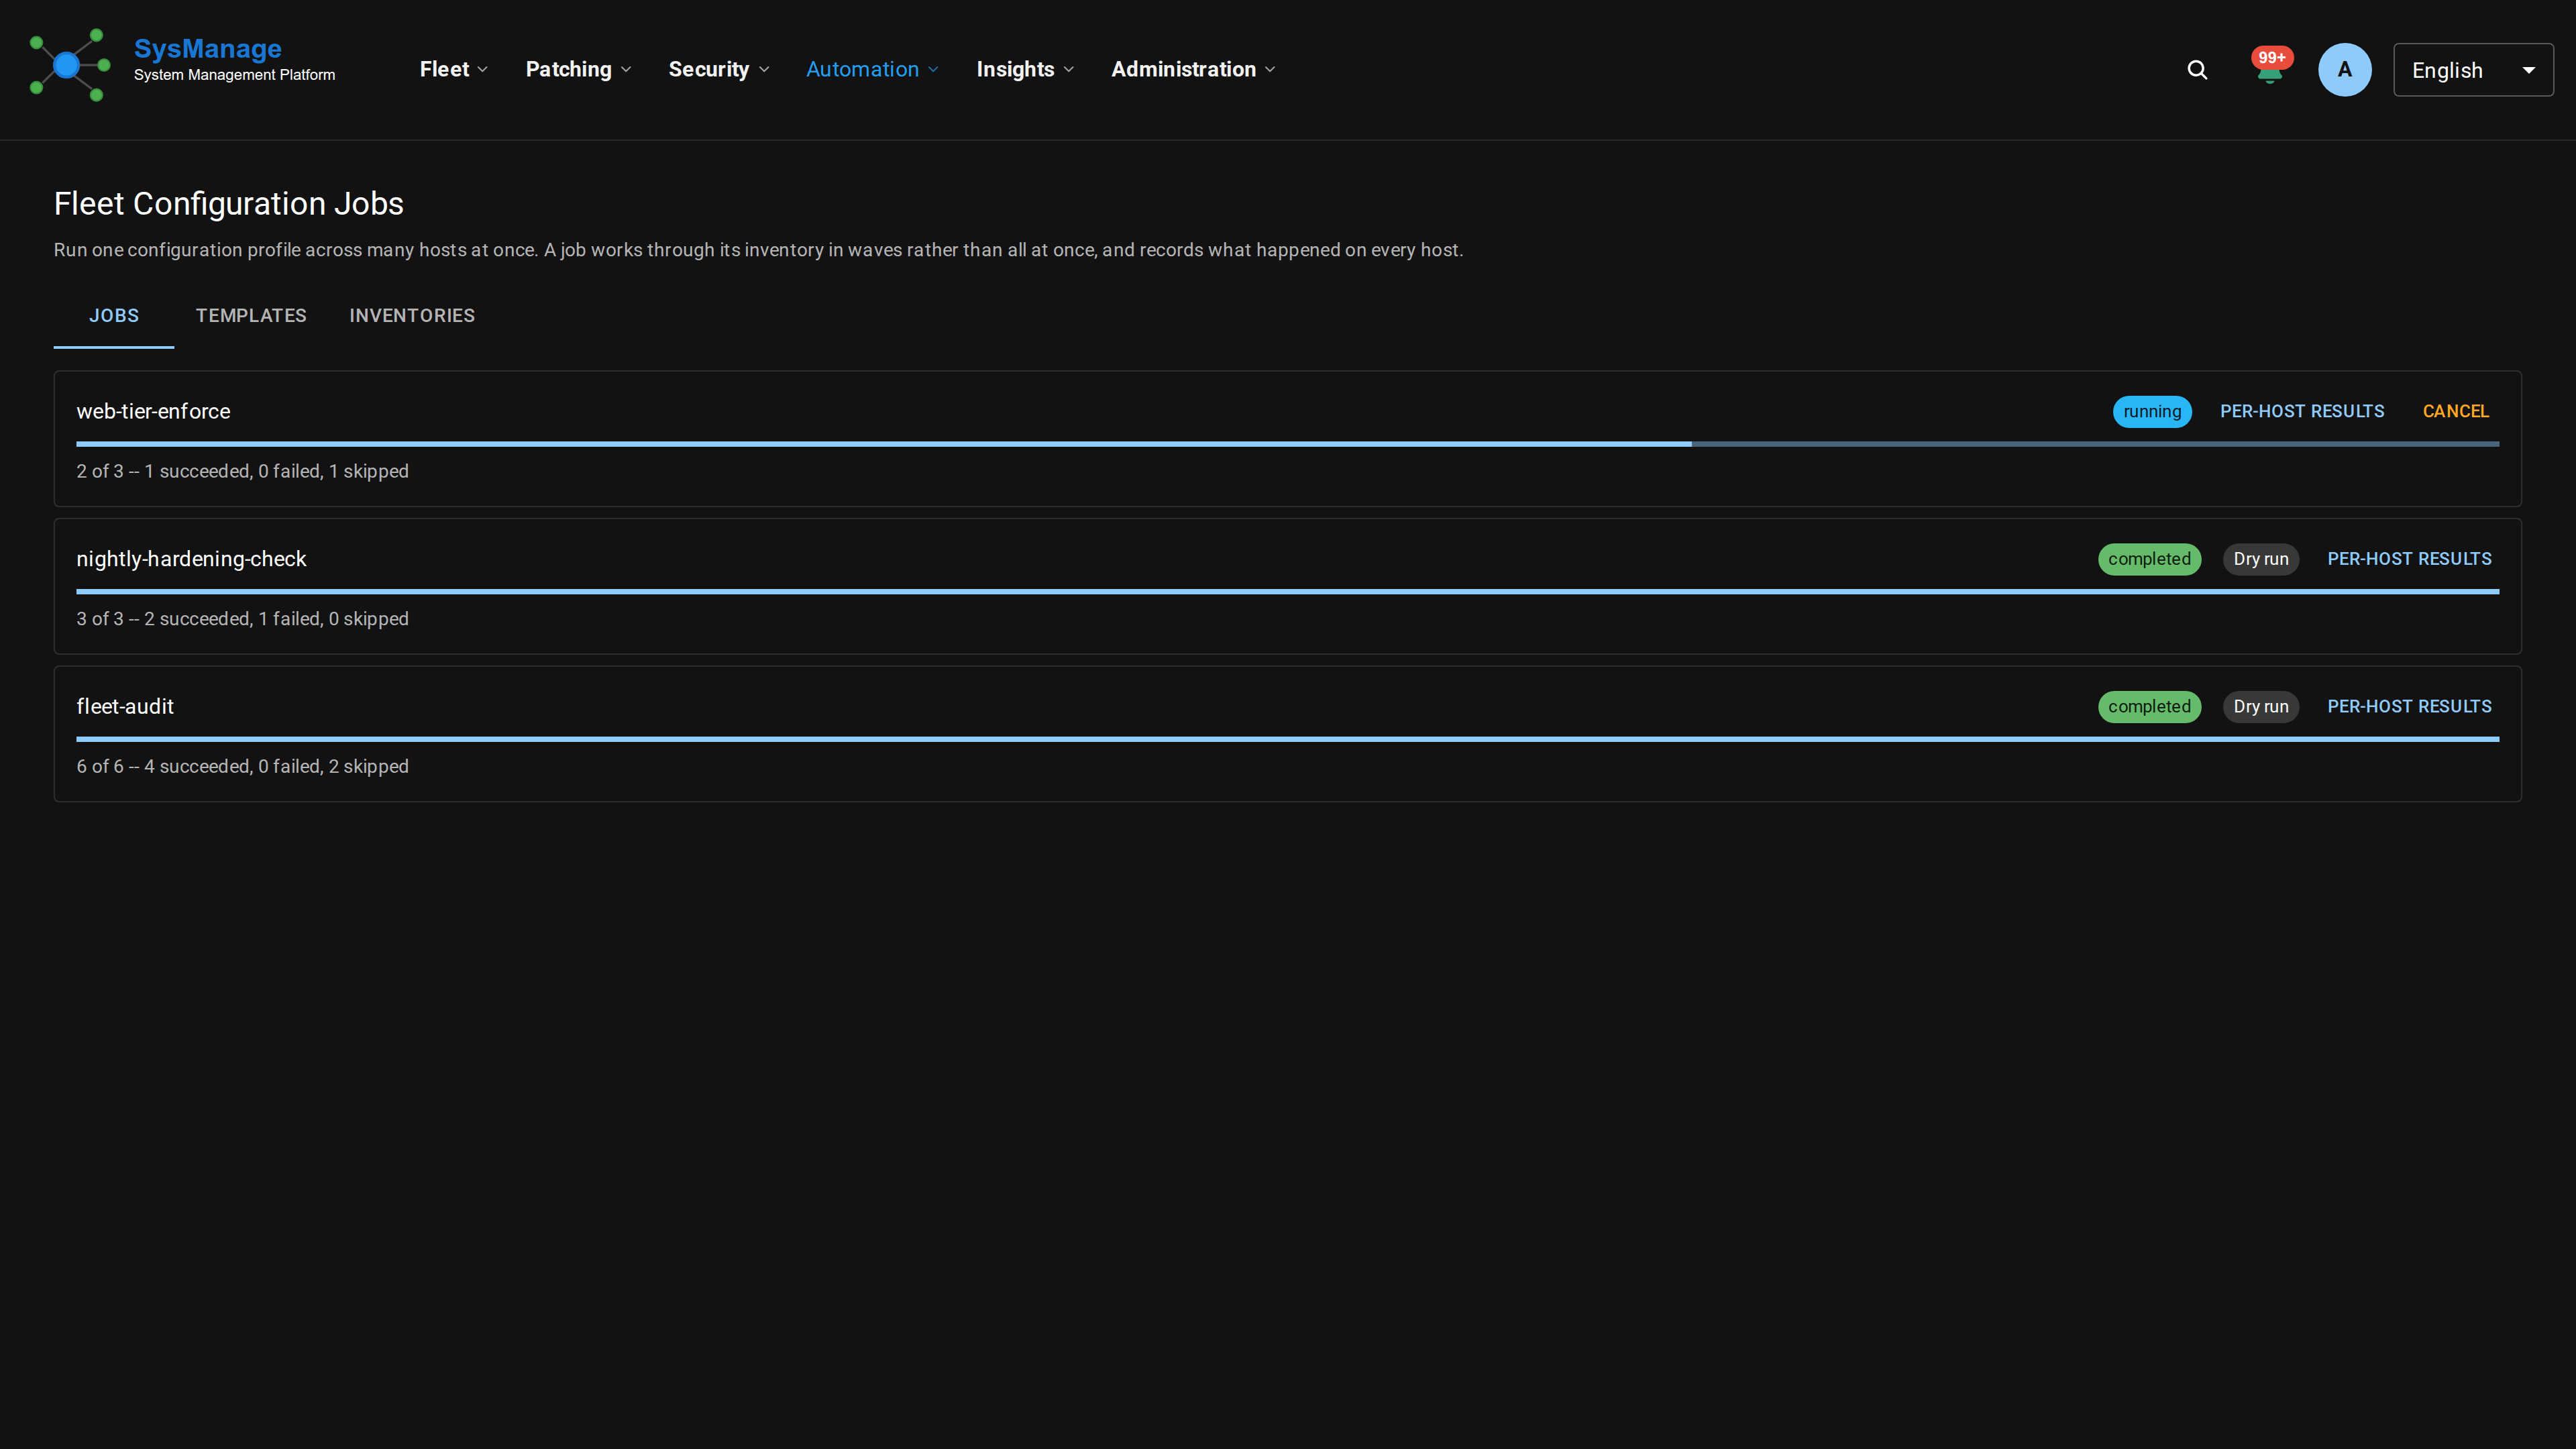 SysManage
System Management Platform
Fleet
Patching
Security
Automation
Insights
Administration
99+
A
English
Fleet Configuration Jobs
Run one configuration profile across many hosts at once. A job works through its inventory in waves rather than all at once, and records what happened on every host.
JOBS
TEMPLATES
INVENTORIES
web-tier-enforce
running
PER-HOST RESULTS
CANCEL
2 of 3 -- 1 succeeded, 0 failed, 1 skipped
nightly-hardening-check
completed
Dry run
PER-HOST RESULTS
3 of 3 -- 2 succeeded, 1 failed, 0 skipped
fleet-audit
completed
Dry run
PER-HOST RESULTS
6 of 6 -- 4 succeeded, 0 failed, 2 skipped